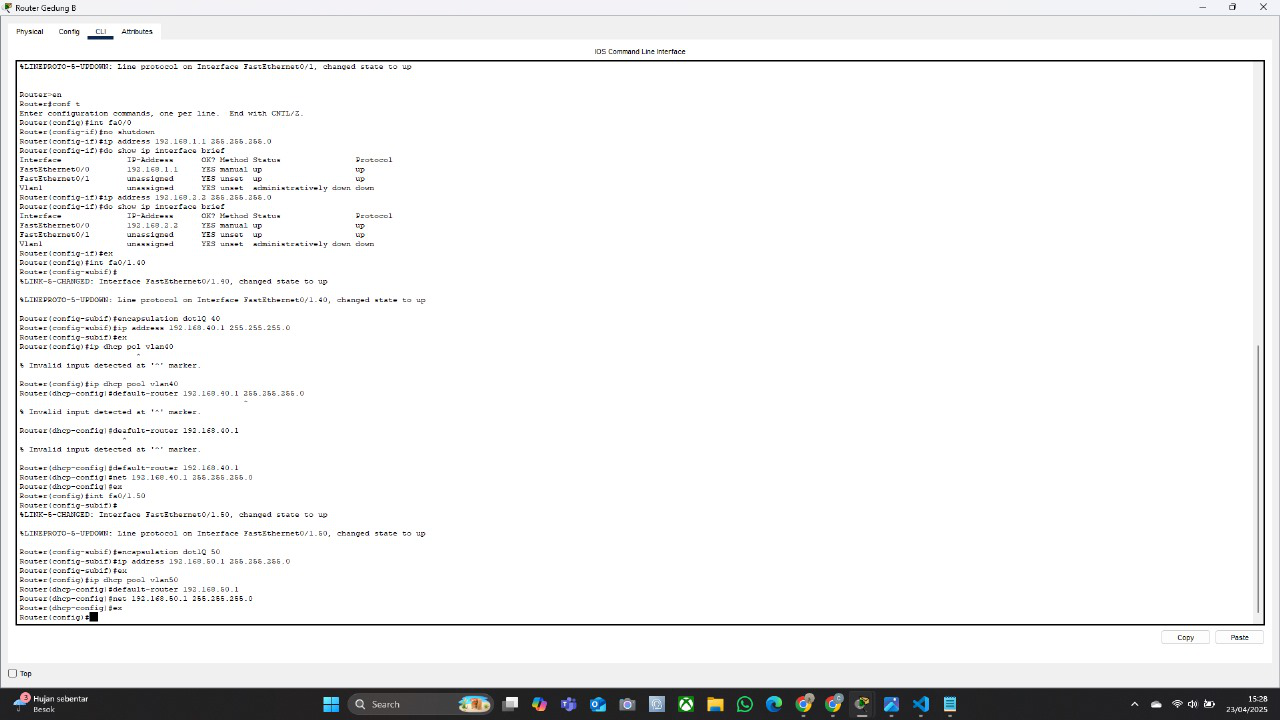 Router Gedung B
Physical Config CLI Attributes
IOS Command Line Interface
%LINEPROTO-5-UPDOWN: Line protocol on Interface FastEthernet0/1, changed state to up
Router>en
Router#conf t
Enter configuration commands, one per line.  End with CNTL/Z.
Router(config)#int fa0/0
Router(config-if)#no shutdown
Router(config-if)#ip address 192.168.1.1 255.255.255.0
Router(config-if)#do show ip interface brief
Interface IP-Address OK? Method Status Protocol
FastEthernet0/0 192.168.1.1 YES manual up up
FastEthernet0/1 unassigned YES unset up up
Vlan1 unassigned YES unset administratively down down
Router(config-if)#ip address 192.168.2.2 255.255.255.0
Router(config-if)#do show ip interface brief
Interface IP-Address OK? Method Status Protocol
FastEthernet0/0 192.168.2.2 YES manual up up
FastEthernet0/1 unassigned YES unset up up
Vlan1 unassigned YES unset administratively down down
Router(config-if)#ex
Router(config)#int fa0/1.40
Router(config-subif)#
%LINK-5-CHANGED: Interface FastEthernet0/1.40, changed state to up
%LINEPROTO-5-UPDOWN: Line protocol on Interface FastEthernet0/1.40, changed state to up
Router(config-subif)#encapsulation dot1Q 40
Router(config-subif)#ip address 192.168.40.1 255.255.255.0
Router(config-subif)#ex
Router(config)#ip dhcp pol vlan40
^
% Invalid input detected at '^' marker.
Router(config)#ip dhcp pool vlan40
Router(dhcp-config)#default-router 192.168.40.1 255.255.255.0
^
% Invalid input detected at '^' marker.
Router(dhcp-config)#deafult-router 192.168.40.1
^
% Invalid input detected at '^' marker.
Router(dhcp-config)#default-router 192.168.40.1
Router(dhcp-config)#net 192.168.40.1 255.255.255.0
Router(dhcp-config)#ex
Router(config)#int fa0/1.50
Router(config-subif)#
%LINK-5-CHANGED: Interface FastEthernet0/1.50, changed state to up
%LINEPROTO-5-UPDOWN: Line protocol on Interface FastEthernet0/1.50, changed state to up
Router(config-subif)#encapsulation dot1Q 50
Router(config-subif)#ip address 192.168.50.1 255.255.255.0
Router(config-subif)#ex
Router(config)#ip dhcp pool vlan50
Router(dhcp-config)#default-router 192.168.50.1
Router(dhcp-config)#net 192.168.50.1 255.255.255.0
Router(dhcp-config)#ex
Router(config)#
Copy Paste
Top
3
Hujan sebentar
Besok
Search
15:28
23/04/2025